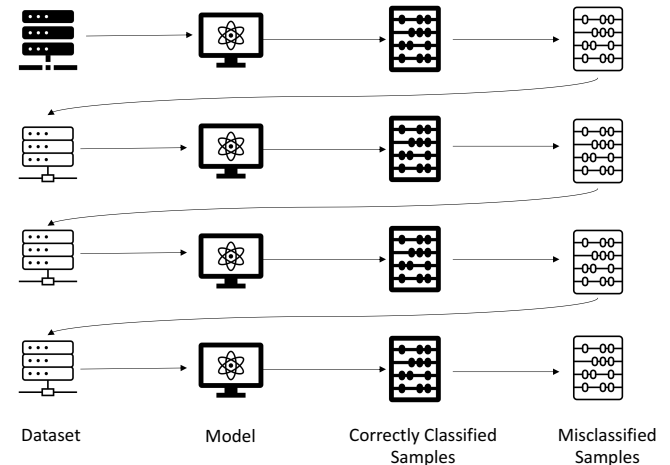 Dataset
Model
Correctly Classified
Samples
Misclassified
Samples